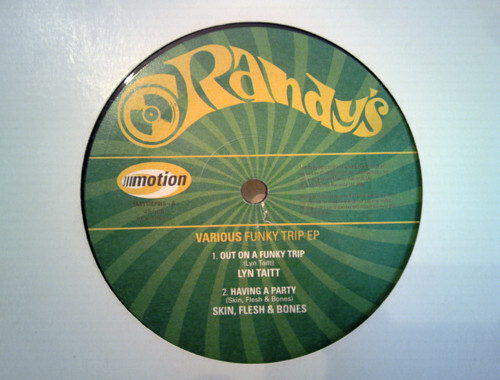 Randy's
motion
VARIOUS FUNKY TRIP EP
1. OUT ON A FUNKY TRIP
(Lyn Taitt)
LYN TAITT
2. HAVING A PARTY
(Skin, Flesh & Bones)
SKIN, FLESH & BONES